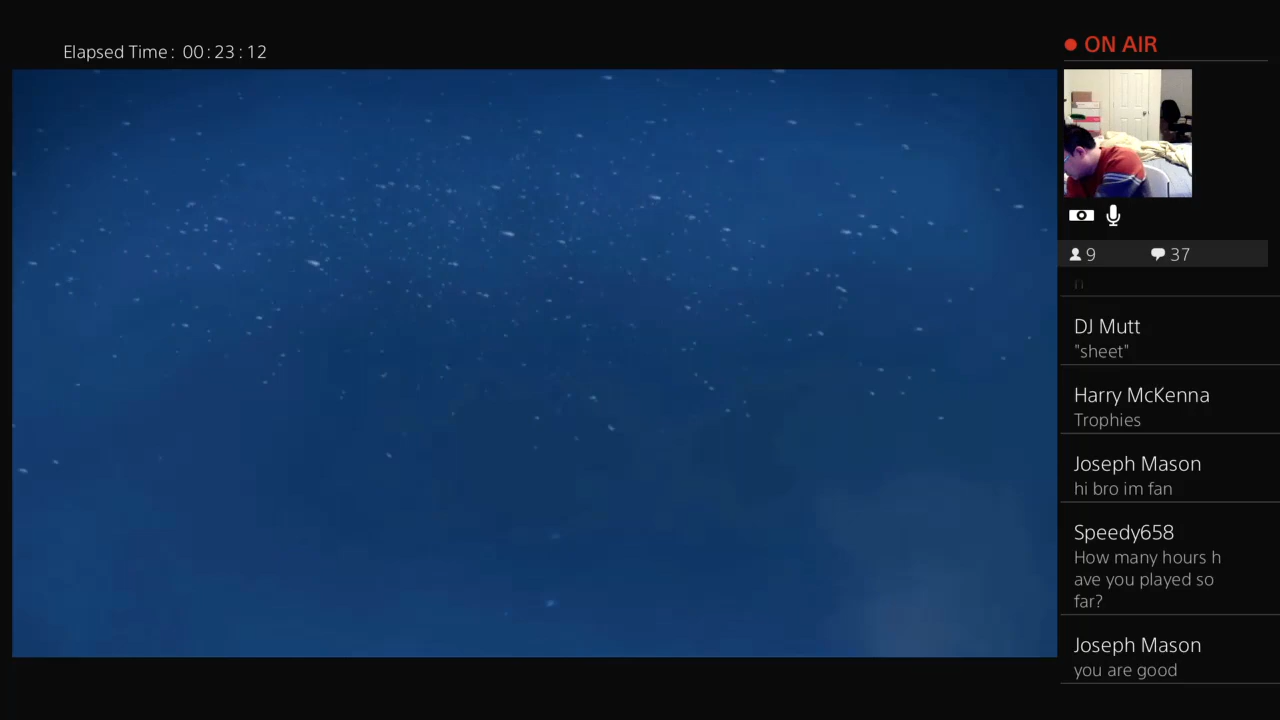 Elapsed Time: 00:23:12
ON AIR
9
37
DJ Mutt
"sheet"
Harry McKenna
Trophies
Joseph Mason
hi bro im fan
Speedy658
How many hours h
ave you played so
far?
Joseph Mason
you are good